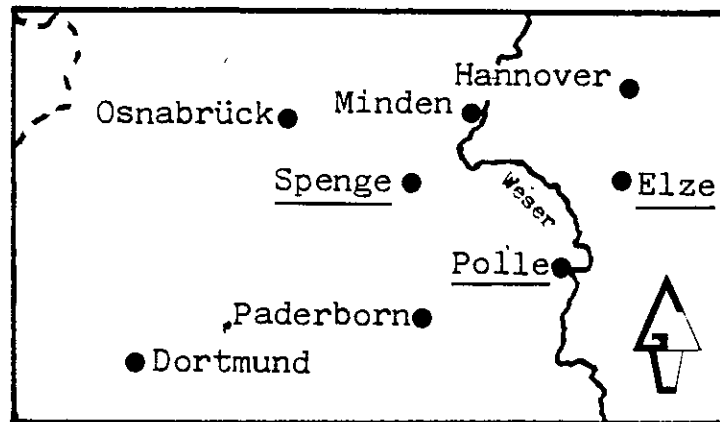 Hannover
Minden
Osnabrück
Spenge
Weser
Elze
Polle
Paderborn
Dortmund